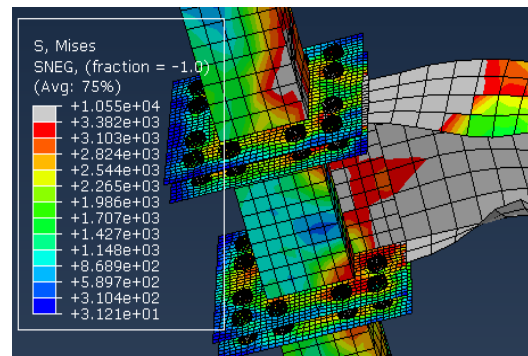 S, Mises
SNEG, (fraction = -1.0)
(Avg: 75%)
+1.055e+04
+3.382e+03
+3.103e+03
+2.824e+03
+2.544e+03
+2.265e+03
+1.986e+03
+1.707e+03
+1.427e+03
+1.148e+03
+8.689e+02
+5.897e+02
+3.104e+02
+3.121e+01